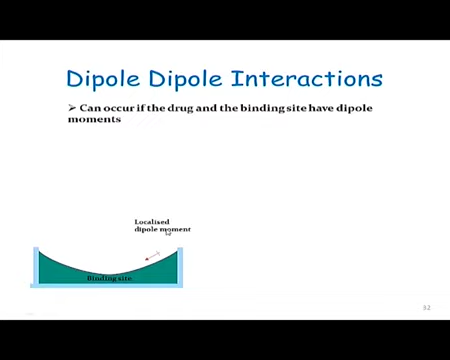 Dipole Dipole Interactions
➢ Can occur if the drug and the binding site have dipole
moments
Localised
dipole moment
Binding site
32